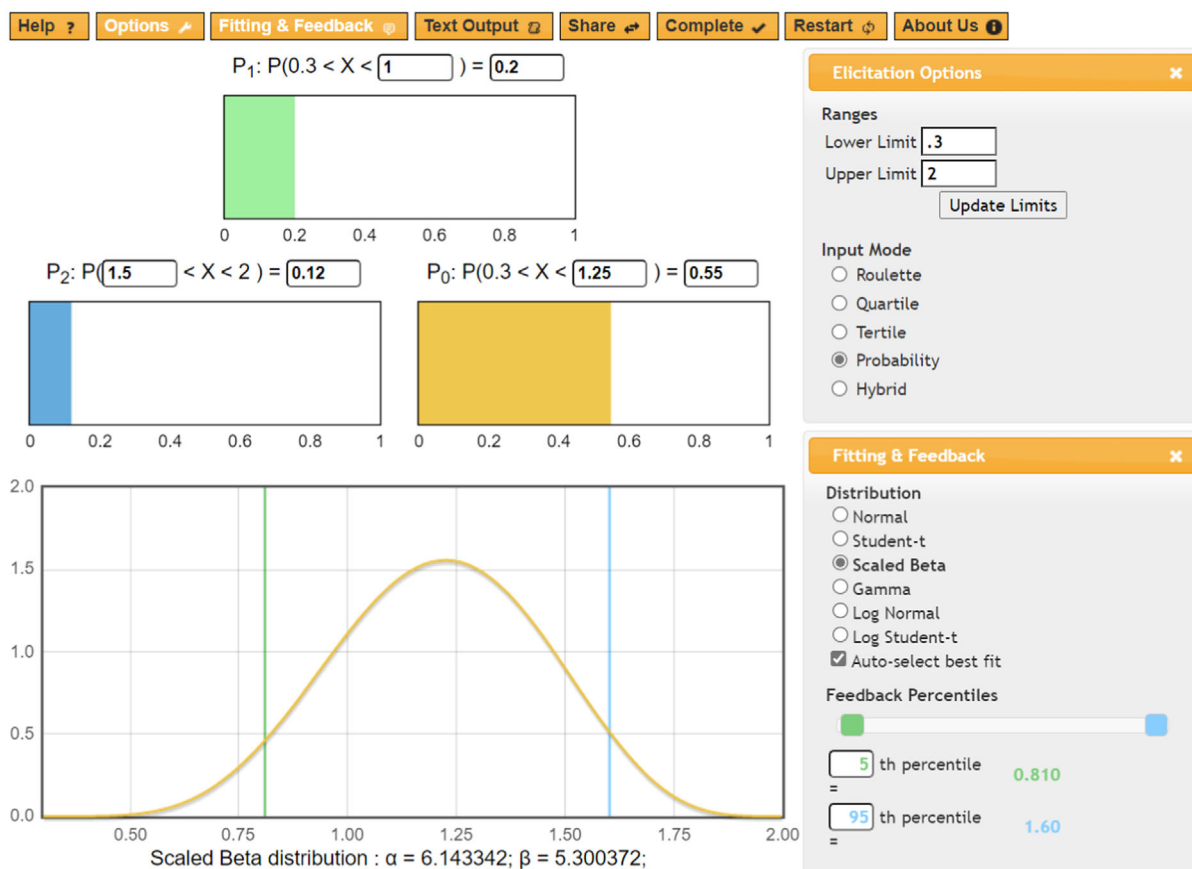 Help ? Options Fitting & Feedback Text Output Share Complete Restart About Us
P1: P(0.3 < X < 1 ) = 0.2
0 0.2 0.4 0.6 0.8 1
P2: P( 1.5 < X < 2 ) = 0.12
0 0.2 0.4 0.6 0.8 1
P0: P(0.3 < X < 1.25 ) = 0.55
0 0.2 0.4 0.6 0.8 1
2.0
1.5
1.0
0.5
0.0
0.50 0.75 1.00 1.25 1.50 1.75 2.00
Scaled Beta distribution : α = 6.143342; β = 5.300372;
Elicitation Options
Ranges
Lower Limit .3
Upper Limit 2
Update Limits
Input Mode
Roulette
Quartile
Tertile
Probability
Hybrid
Fitting & Feedback
Distribution
Normal
Student-t
Scaled Beta
Gamma
Log Normal
Log Student-t
Auto-select best fit
Feedback Percentiles
5 th percentile 0.810
=
95 th percentile 1.60
=